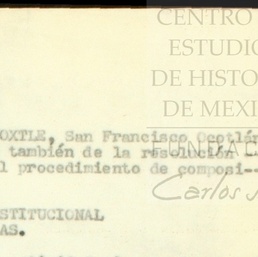 CENTRO
ESTUDIO
DE HISTO
DE MEXI
FUNDA
Carlos
OXTLE, San Francisco Ocotlán
también de la resolución
l procedimiento de composi--
STITUCIONAL
AS.